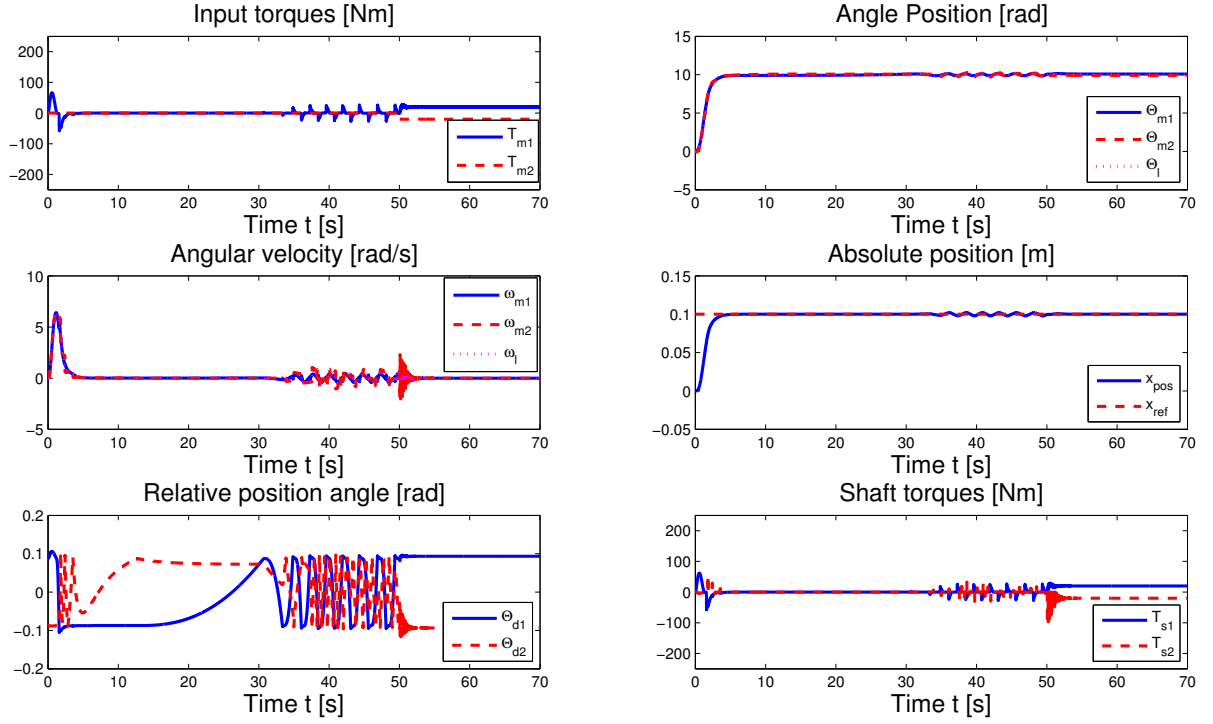 Input torques [Nm]
200
100
0
−100
−200
T_m1
T_m2
0 10 20 30 40 50 60 70
Time t [s]
Angle Position [rad]
15
10
5
0
−5
Θ_m1
Θ_m2
Θ_l
0 10 20 30 40 50 60 70
Time t [s]
Angular velocity [rad/s]
10
5
0
−5
ω_m1
ω_m2
ω_l
0 10 20 30 40 50 60 70
Time t [s]
Absolute position [m]
0.15
0.1
0.05
0
−0.05
x_pos
x_ref
0 10 20 30 40 50 60 70
Time t [s]
Relative position angle [rad]
0.2
0.1
0
−0.1
−0.2
Θ_d1
Θ_d2
0 10 20 30 40 50 60 70
Time t [s]
Shaft torques [Nm]
200
100
0
−100
−200
T_s1
T_s2
0 10 20 30 40 50 60 70
Time t [s]